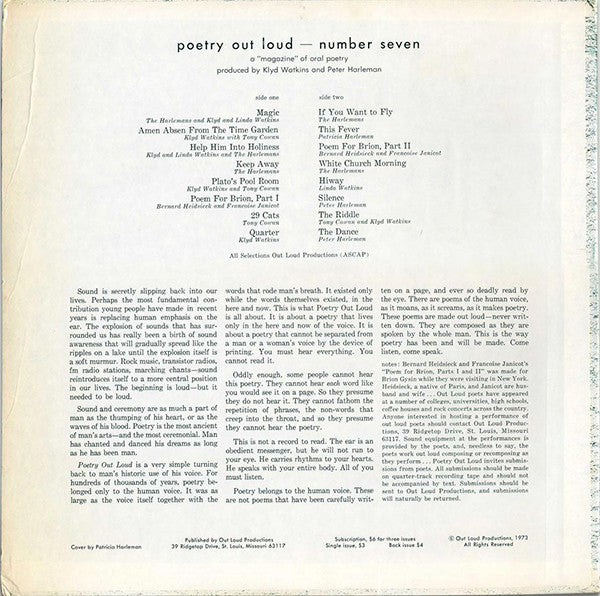 poetry out loud — number seven
a "magazine" of oral poetry
produced by Klyd Watkins and Peter Harleman
side one
Magic
The Harlemans and Klyd and Linda Watkins
Amen Absen From The Time Garden
Klyd Watkins with Tony Cowan
Help Him Into Holiness
Klyd and Linda Watkins and The Harlemans
Keep Away
The Harlemans
Plato's Pool Room
Klyd Watkins and Tony Cowan
Poem For Brion, Part I
Bernard Heidsieck and Francoise Janicot
29 Cats
Tony Cowan
Quarter
Klyd Watkins
side two
If You Want to Fly
The Harlemans
This Fever
Patricia Harleman
Poem For Brion, Part II
Bernard Heidsieck and Francoise Janicot
White Church Morning
The Harlemans
Hiway
Linda Watkins
Silence
Peter Harleman
The Riddle
Tony Cowan and Klyd Watkins
The Dance
Peter Harleman
All Selections Out Loud Productions (ASCAP)
Sound is secretly slipping back into our
lives. Perhaps the most fundamental con-
tribution young people have made in recent
years is replacing human emphasis on the
ear. The explosion of sounds that has sur-
rounded us has really been a birth of sound
awareness that will gradually spread like the
ripples on a lake until the explosion itself is
a soft murmur. Rock music, transistor radios,
fm radio stations, marching chants—sound
reintroduces itself to a more central position
in our lives. The beginning is loud—but it
needed to be loud.
Sound and ceremony are as much a part of
man as the thumping of his heart, or as the
waves of his blood. Poetry is the most ancient
of man's arts—and the most ceremonial. Man
has chanted and danced his dreams as long
as he has been man.
Poetry Out Loud is a very simple turning
back to man's historic use of his voice. For
hundreds of thousands of years, poetry be-
longed only to the human voice. It was as
large as the voice itself together with the
words that rode man's breath. It existed only
while the words themselves existed, in the
here and now. This is what Poetry Out Loud
is all about. It is about a poetry that lives
only in the here and now of the voice. It is
about a poetry that cannot be separated from
a man or a woman's voice by the device of
printing. You must hear everything. You
cannot read it.
Oddly enough, some people cannot hear
this poetry. They cannot hear each word like
you would see it on a page. So they presume
they do not hear it. They cannot fathom the
repetition of phrases, the non-words that
creep into the throat, and so they presume
they cannot hear the poetry.
This is not a record to read. The ear is an
obedient messenger, but he will not run to
your eye. He carries rhythms to your heart.
He speaks with your entire body. All of you
must listen.
Poetry belongs to the human voice. These
are not poems that have been carefully writ-
ten on a page, and ever so deadly read by
the eye. There are poems of the human voice,
as it moans, as it screams, as it makes poetry.
These poems are made out loud—never writ-
ten down. They are composed as they are
spoken by the whole man. This is the way
poetry has been and will be made. Come
listen, come speak.
notes: Bernard Heidsieck and Francoise Janicot's
"Poem for Brion, Parts I and II" was made for
Brion Gysin while they were visiting in New York.
Heidsieck, a native of Paris, and Janicot are hus-
band and wife . . . Out Loud poets have appeared
at a number of colleges, universities, high schools,
coffee houses and rock concerts across the country.
Anyone interested in hosting a performance of
out loud poets should contact Out Loud Produc-
tions, 39 Ridgetop Drive, St. Louis, Missouri
63117. Sound equipment at the performances is
provided by the poets, and, needless to say, the
poets work out loud composing or recomposing as
they perform . . . Poetry Out Loud invites submis-
sions from poets. All submissions should be made
on quarter-track recording tape and should not
be accompanied by text. Submissions should be
sent to Out Loud Productions, and submissions
will naturally be returned.
Cover by Patricia Harleman
Published by Out Loud Productions
39 Ridgetop Drive, St. Louis, Missouri 63117
Subscription, $6 for three issues
Single issue, $3 Back issue $4
© Out Loud Productions, 1973
All Rights Reserved